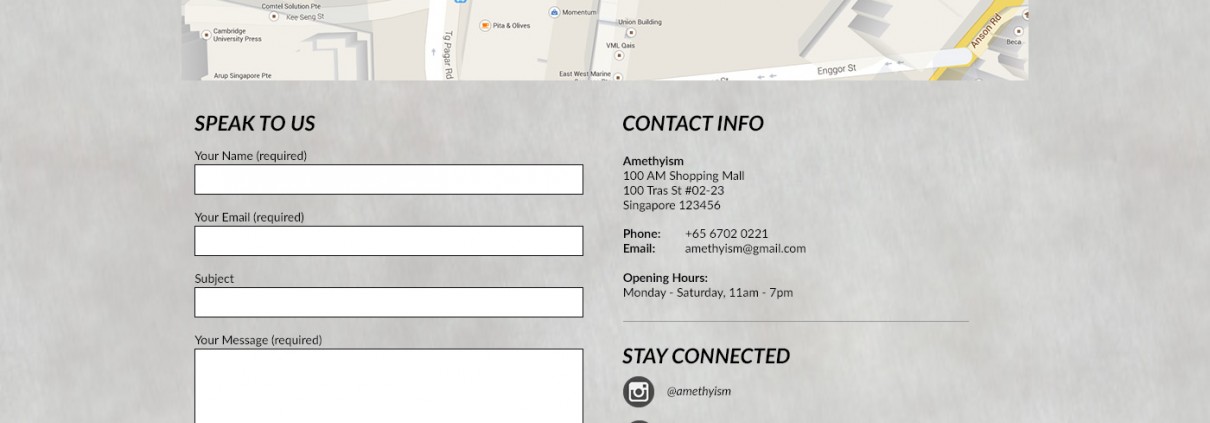 Comtel Solution Pte
Kee Seng St
Cambridge
University Press
Arup Singapore Pte
Tg Pagar Rd
Pita & Olives
Momentum
Union Building
VML Qais
East West Marine
Enggor St
Anson Rd
Beca
SPEAK TO US
Your Name (required)
Your Email (required)
Subject
Your Message (required)
CONTACT INFO
Amethyism
100 AM Shopping Mall
100 Tras St #02-23
Singapore 123456
Phone: +65 6702 0221
Email: amethyism@gmail.com
Opening Hours:
Monday - Saturday, 11am - 7pm
STAY CONNECTED
@amethyism